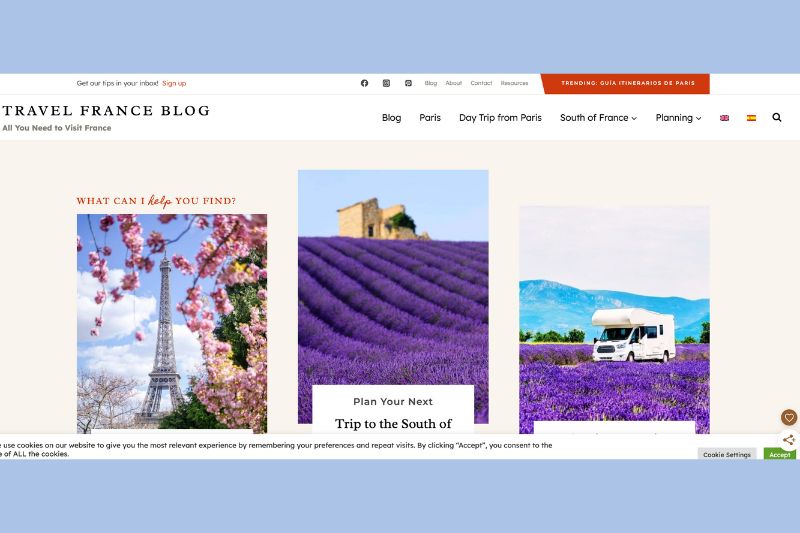 Get our tips in your inbox! Sign up
Blog About Contact Resources
TRENDING: GUÍA ITINERARIOS DE PARIS
TRAVEL FRANCE BLOG
All You Need to Visit France
Blog Paris Day Trip from Paris South of France Planning
WHAT CAN I help YOU FIND?
Plan Your Next
Trip to the South of
use cookies on our website to give you the most relevant experience by remembering your preferences and repeat visits. By clicking “Accept”, you consent to the
of ALL the cookies.
Cookie Settings
Accept